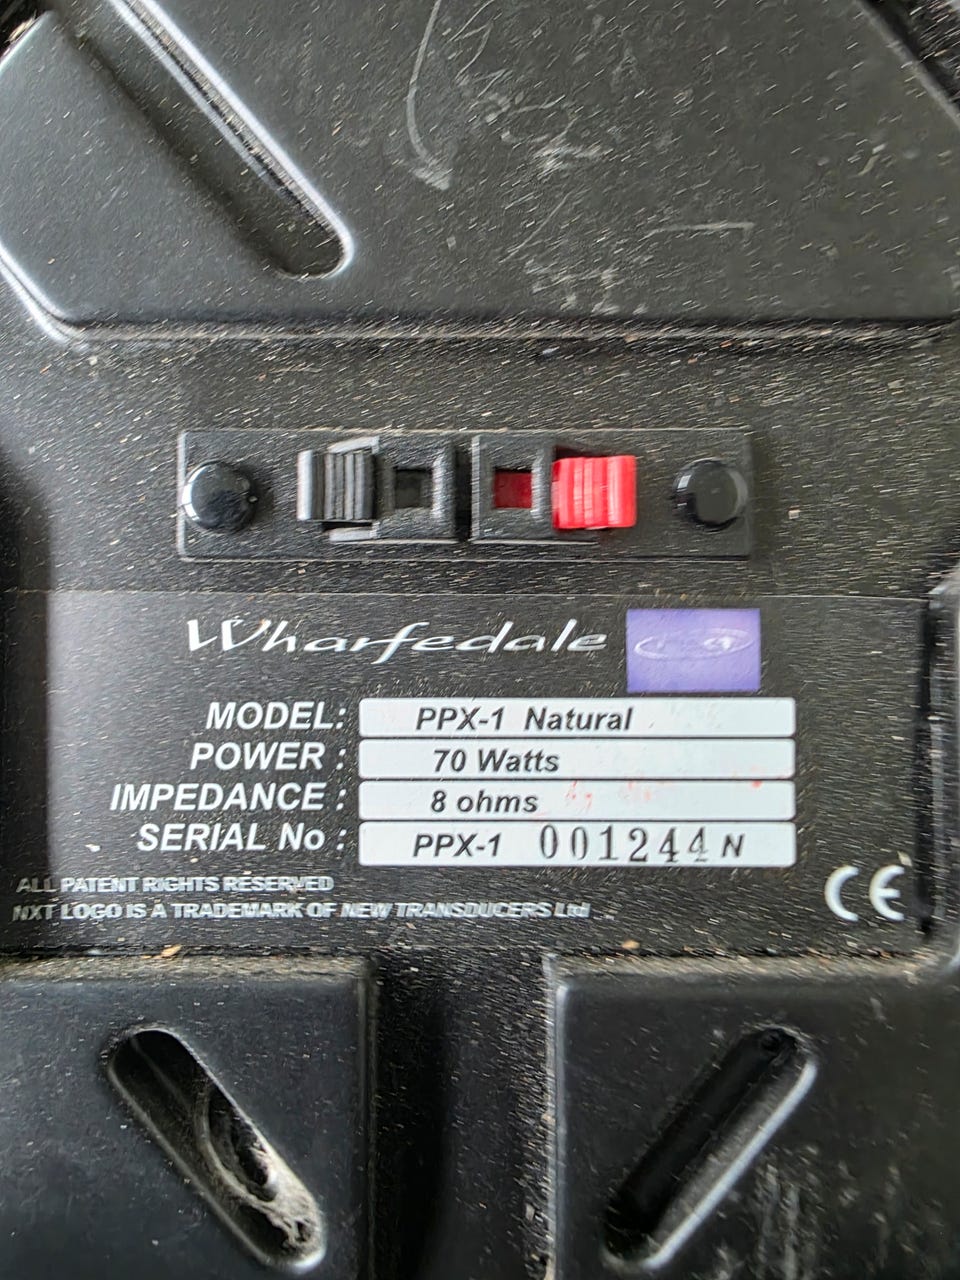 Wharfedale
MODEL: PPX-1 Natural
POWER : 70 Watts
IMPEDANCE : 8 ohms
SERIAL No : PPX-1 001244 N
ALL PATENT RIGHTS RESERVED
NXT LOGO IS A TRADEMARK OF NEW TRANSDUCERS Ltd
CE